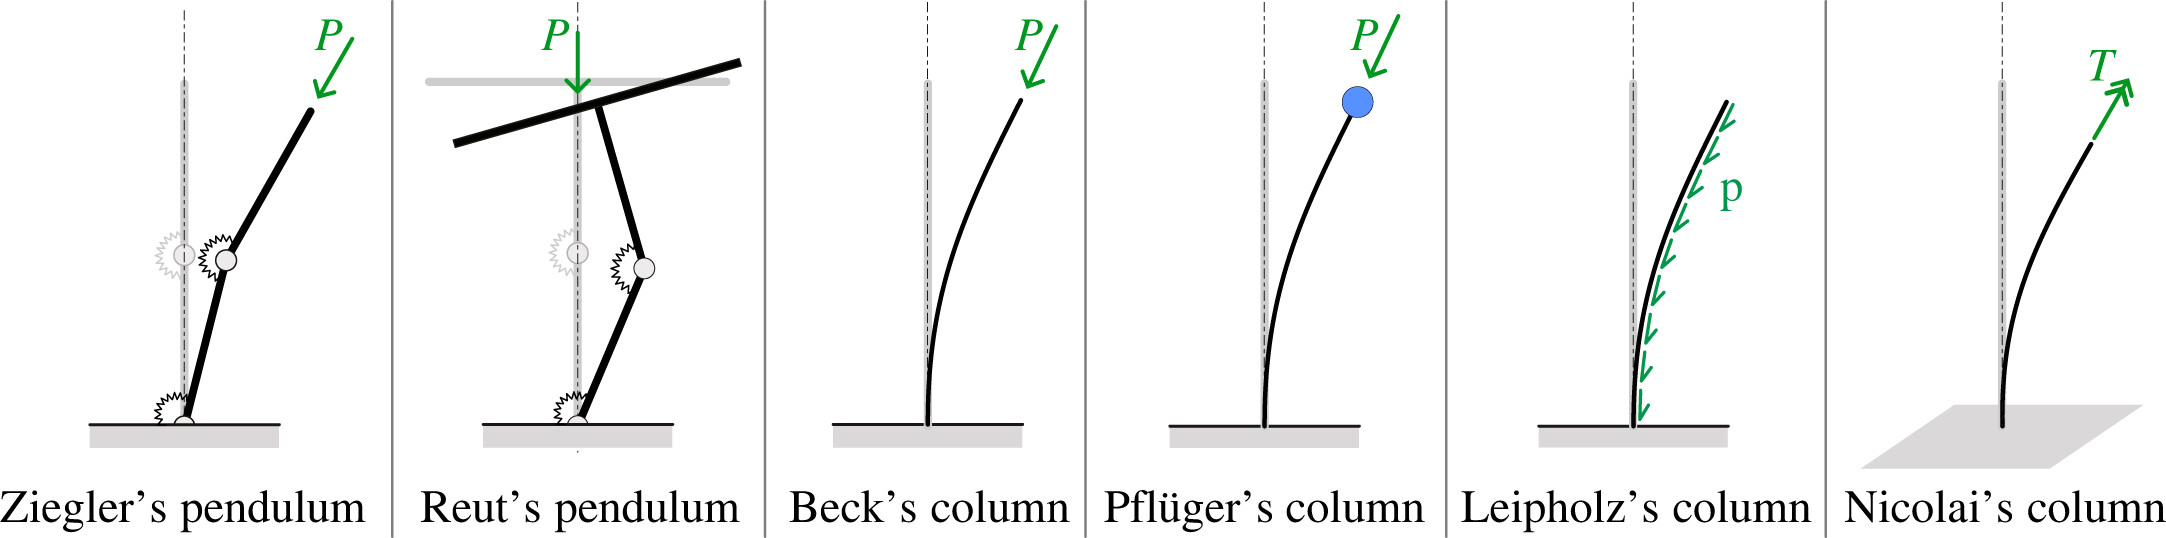 P
P
P
P
p
T
Ziegler's pendulum
Reut's pendulum
Beck's column
Pflüger's column
Leipholz's column
Nicolai's column